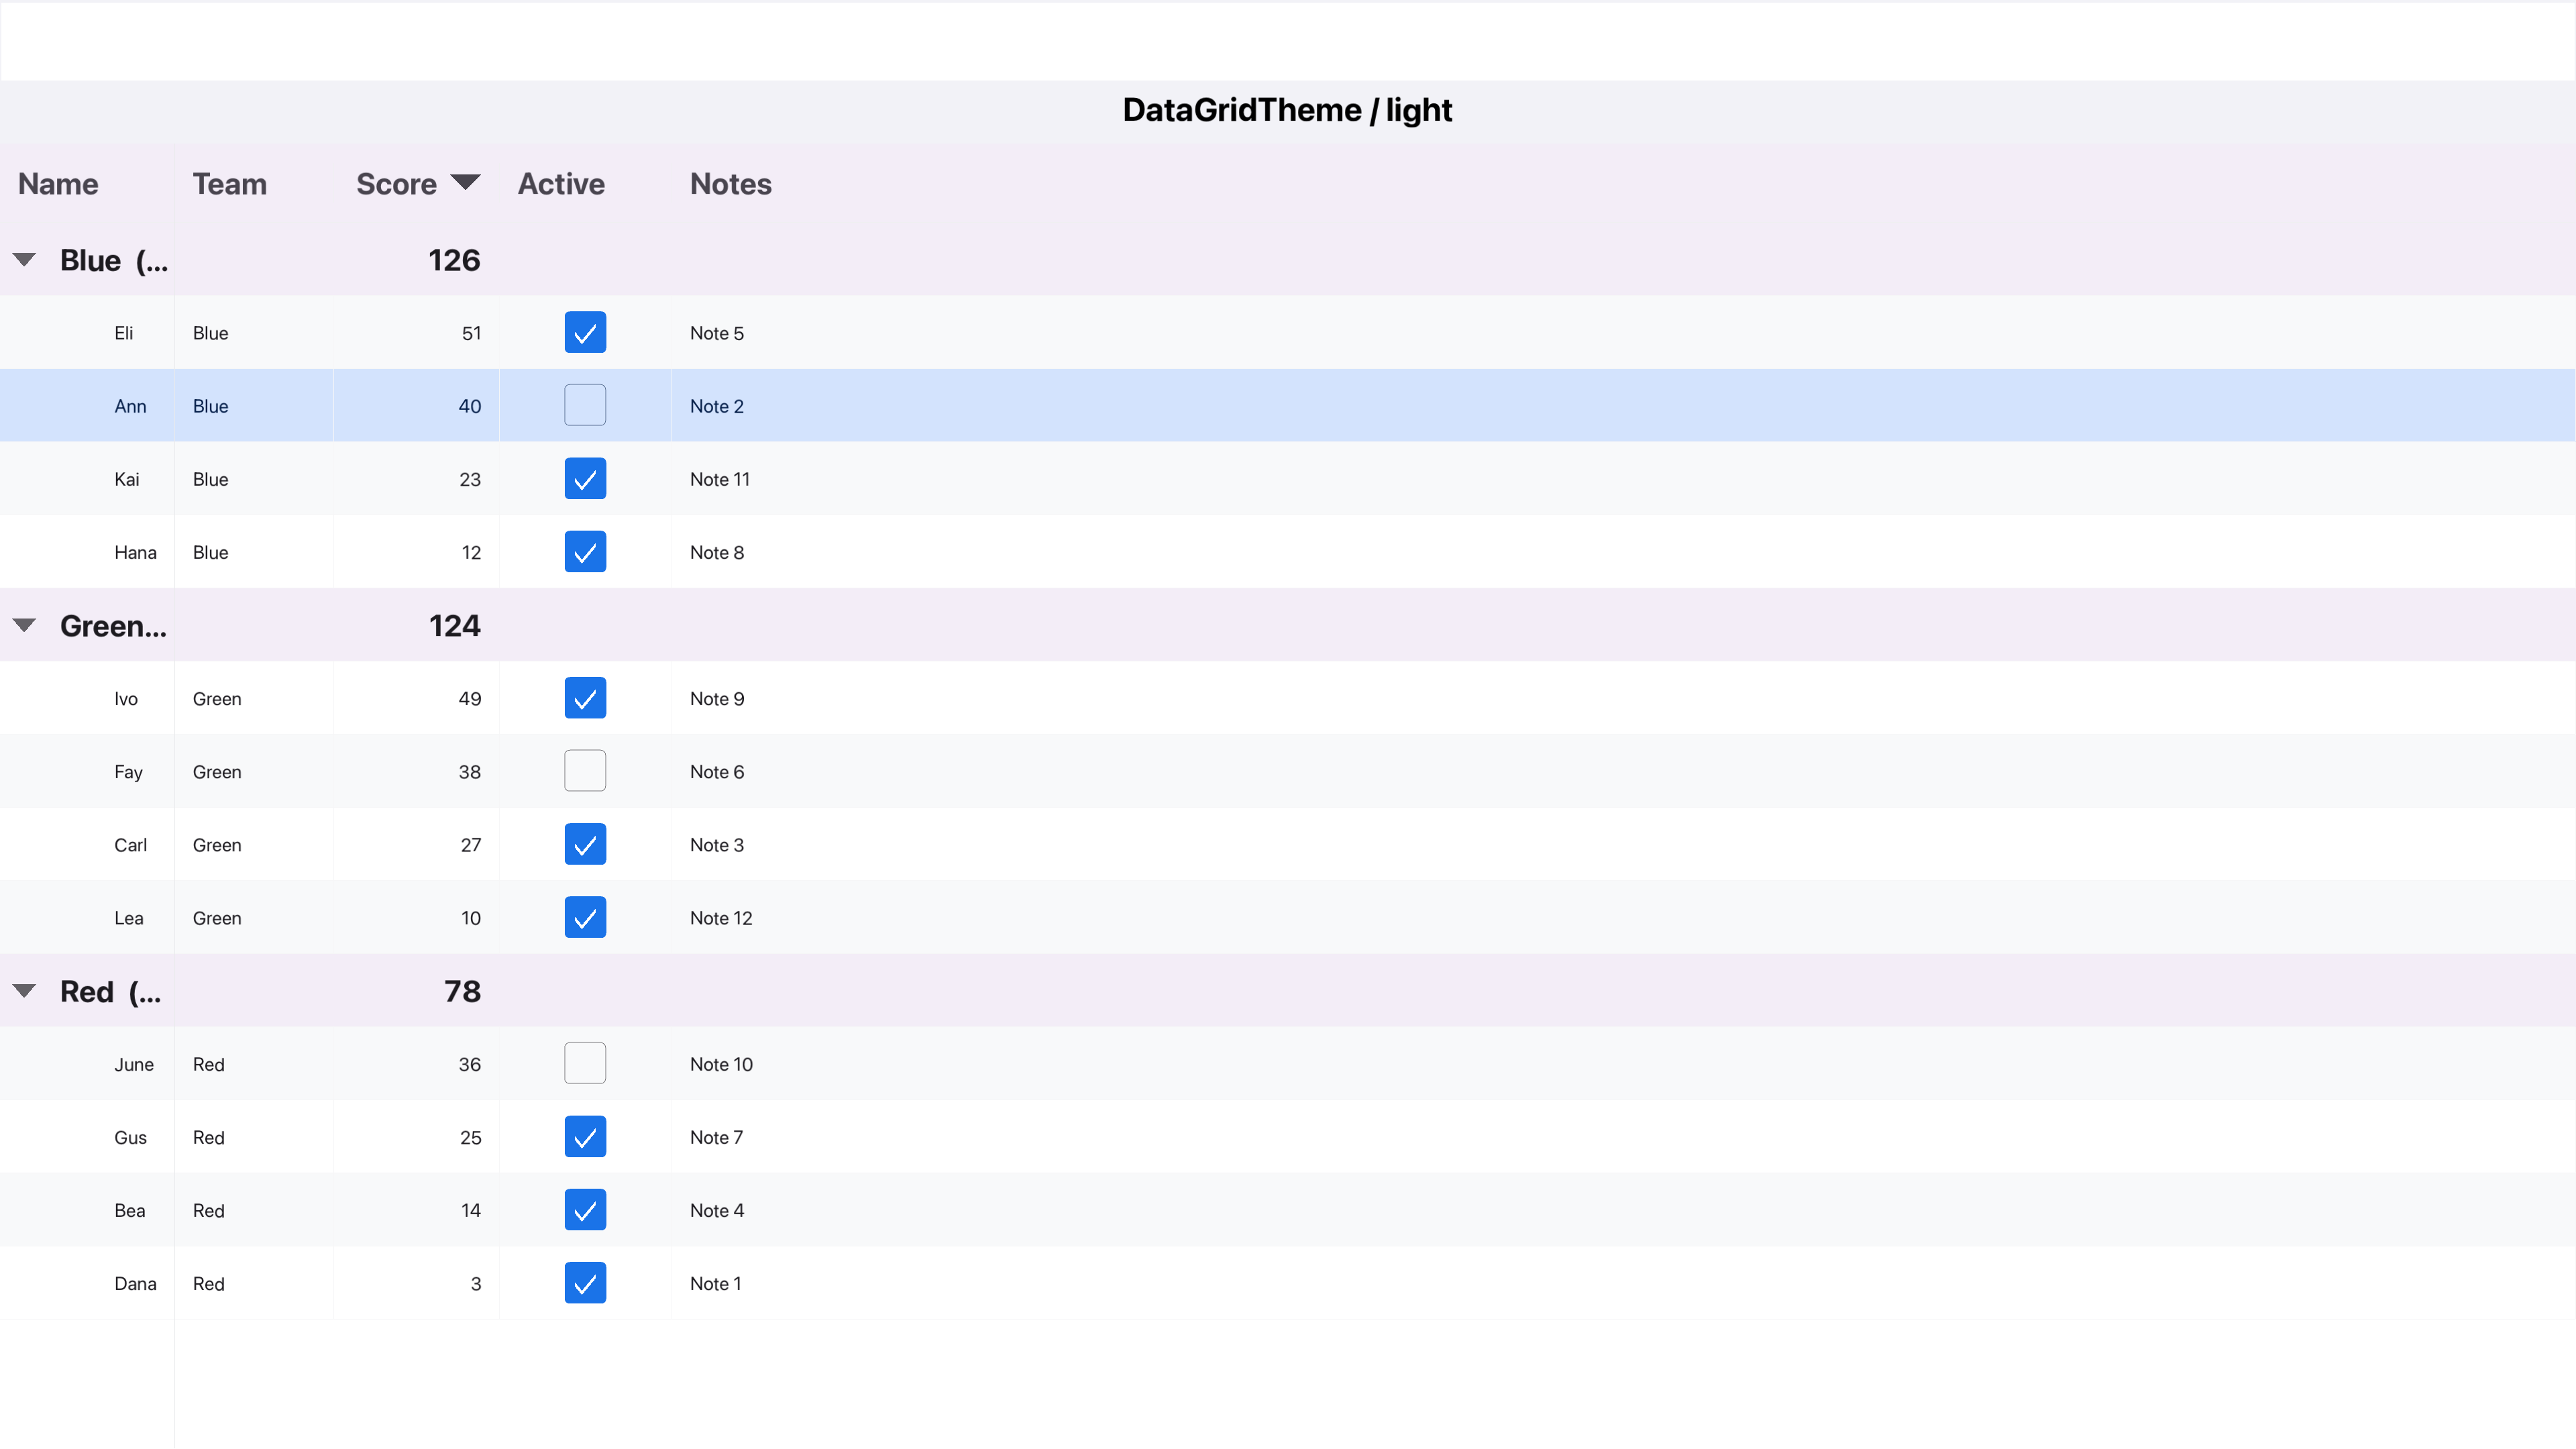 DataGridTheme / light
Name Team Score Active Notes
Blue (... 126
Eli Blue 51 Note 5
Ann Blue 40 Note 2
Kai Blue 23 Note 11
Hana Blue 12 Note 8
Green... 124
Ivo Green 49 Note 9
Fay Green 38 Note 6
Carl Green 27 Note 3
Lea Green 10 Note 12
Red (... 78
June Red 36 Note 10
Gus Red 25 Note 7
Bea Red 14 Note 4
Dana Red 3 Note 1